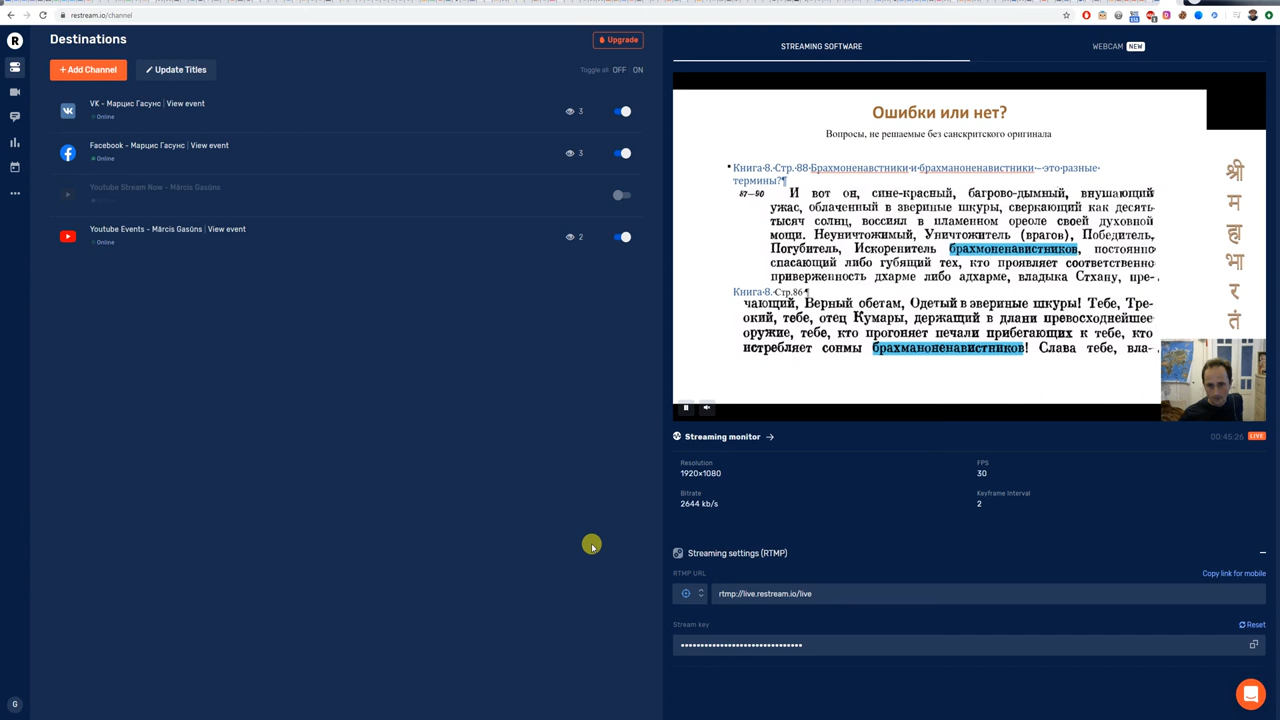 restream.io/channel
Destinations
Upgrade
+ Add Channel
Update Titles
Toggle all OFF ON
VK - Марцис Гасунс | View event
Online
3
Facebook - Марцис Гасунс | View event
Online
3
Youtube Stream Now - Mārcis Gasūns
Youtube Events - Mārcis Gasūns | View event
Online
2
G
STREAMING SOFTWARE
WEBCAM NEW
Ошибки или нет?
Вопросы, не решаемые без санскритского оригинала
• Книга·8.·Стр.·88·Брахмоненавстники·и·брахманоненавистники·–·это·разные·
термины?¶
87—90 И вот он, сине-красный, багрово-дымный, внушающий
ужас, облаченный в звериные шкуры, сверкающий как десять
тысяч солнц, воссиял в пламенном ореоле своей духовной
мощи. Неуничтожимый, Уничтожитель (врагов), Победитель,
Погубитель, Искоренитель брахмоненавистников, постоянно
спасающий либо губящий тех, кто проявляет соответственно
приверженность дхарме либо адхарме, владыка Стхану, пре-
Книга·8.·Стр.86·¶
чающий, Верный обетам, Одетый в звериные шкуры! Тебе, Тре-
окий, тебе, отец Кумары, держащий в длани превосходнейшее
оружие, тебе, кто прогоняет печали прибегающих к тебе, кто
истребляет сонмы брахманоненавистников! Слава тебе, вла-
श्री
म
हा
भा
र
तं
Streaming monitor →
00:45:26 LIVE
Resolution
1920×1080
FPS
30
Bitrate
2644 kb/s
Keyframe Interval
2
Streaming settings (RTMP)
RTMP URL
Copy link for mobile
rtmp://live.restream.io/live
Stream key
Reset